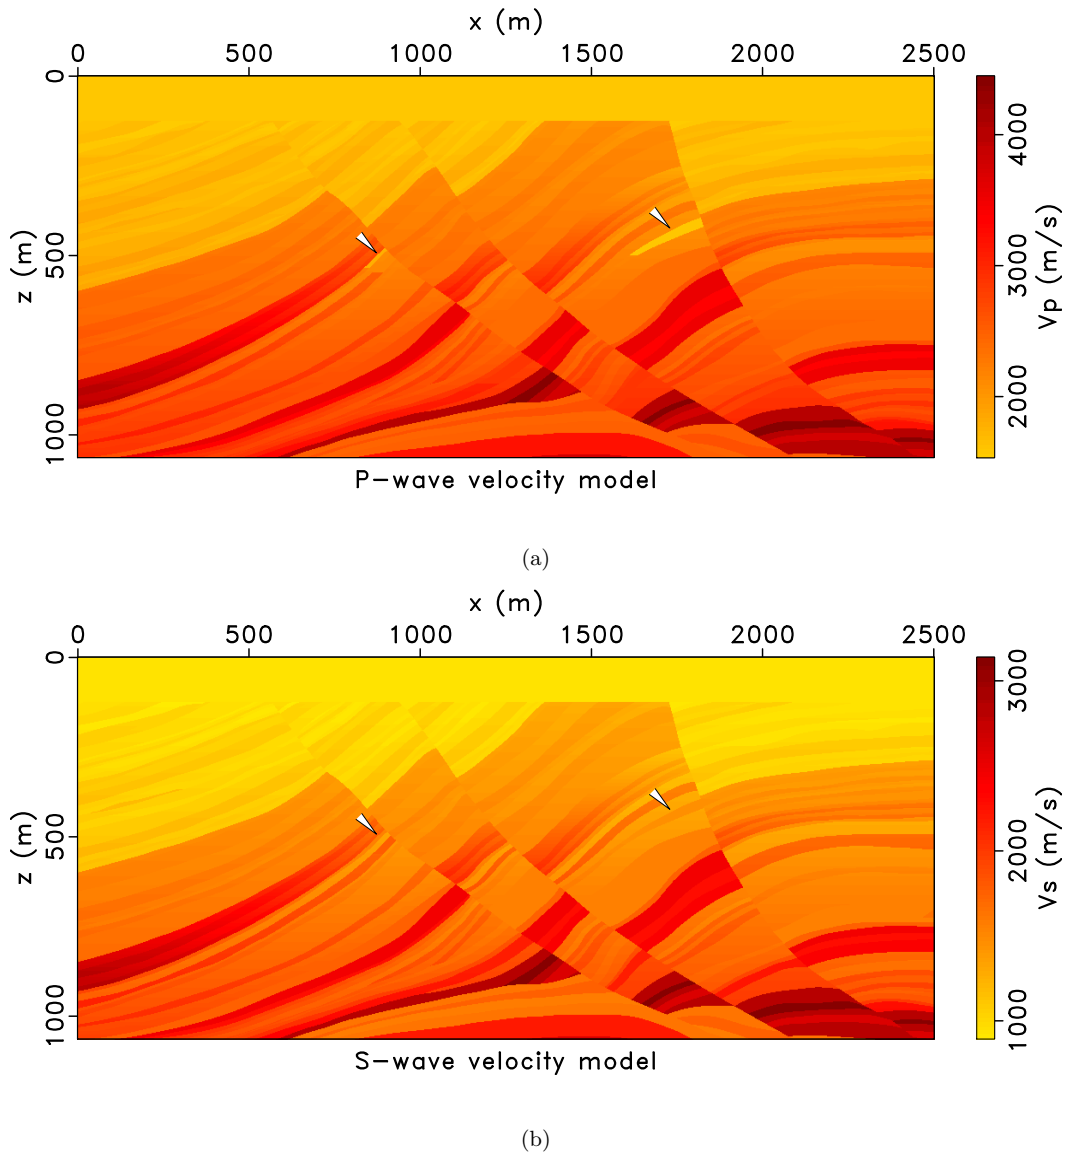 x (m)
0 500 1000 1500 2000 2500
0
500
1000
z (m)
2000
3000
4000
Vp (m/s)
P-wave velocity model
(a)
x (m)
0 500 1000 1500 2000 2500
0
500
1000
z (m)
1000
2000
3000
Vs (m/s)
S-wave velocity model
(b)